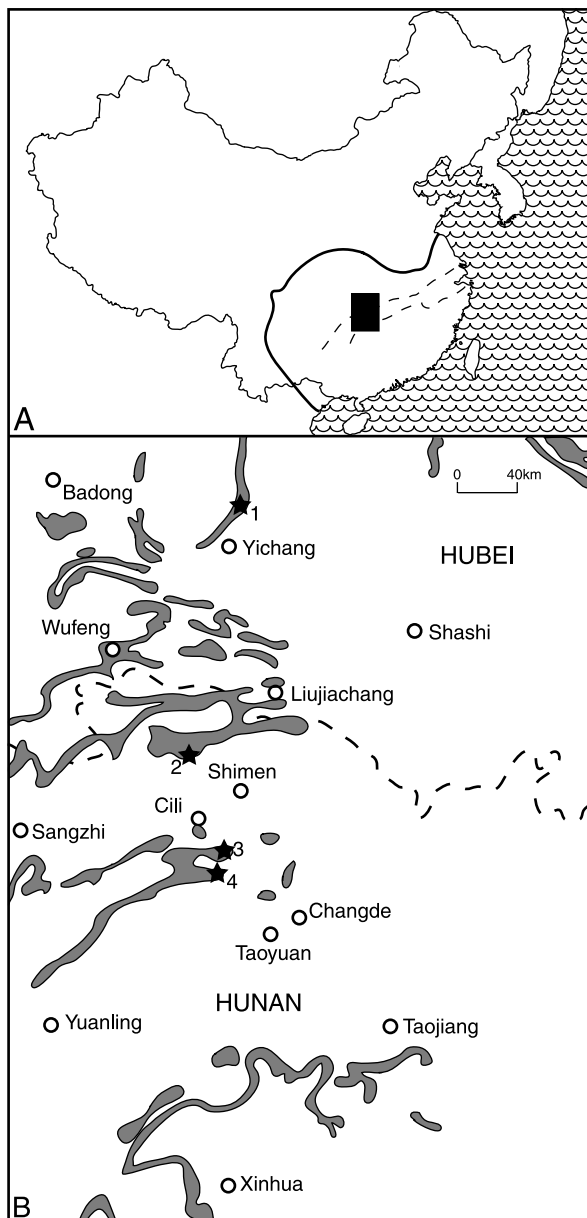 A
0 40km
Badong
1
Yichang
HUBEI
Wufeng
Shashi
Liujiachang
2
Shimen
Cili
Sangzhi
3
4
Changde
Taoyuan
HUNAN
Yuanling
Taojiang
Xinhua
B